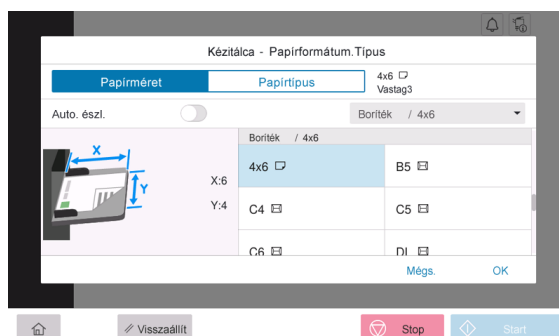 Kézitálca - Papírformátum.Típus
Papírméret
Papírtípus
4x6
Vastag3
Auto. észl.
Boríték / 4x6
Boríték / 4x6
X
Y
X:6
Y:4
4x6
B5
C4
C5
C6
DL
Mégs.
OK
Visszaállít
Stop
Start